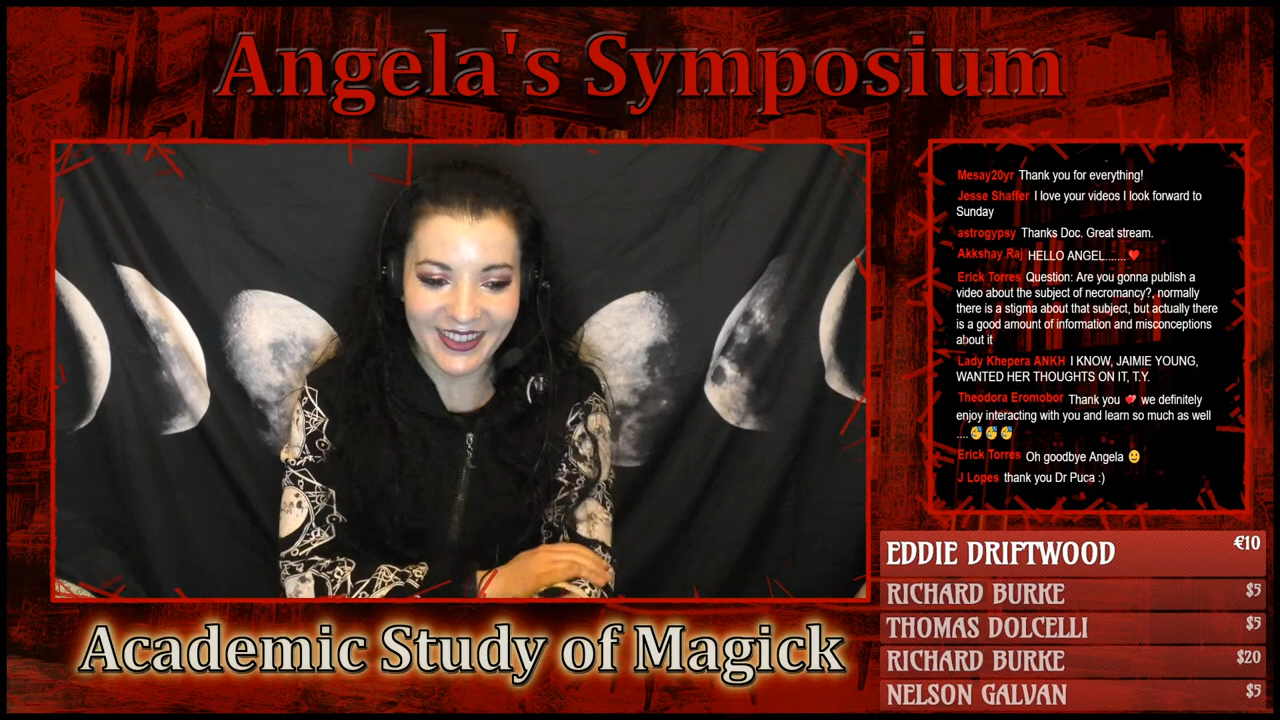 Angela's Symposium
Mesay20yr Thank you for everything!
Jesse Shaffer I love your videos I look forward to
Sunday
astrogypsy Thanks Doc. Great stream.
Akkshay Raj HELLO ANGEL.......❤️
Erick Torres Question: Are you gonna publish a
video about the subject of necromancy?, normally
there is a stigma about that subject, but actually there
is a good amount of information and misconceptions
about it
Lady Khepera ANKH I KNOW, JAIMIE YOUNG,
WANTED HER THOUGHTS ON IT, T.Y.
Theodora Eromobor Thank you 💓 we definitely
enjoy interacting with you and learn so much as well
....🥳🥳🥳
Erick Torres Oh goodbye Angela 🙂
J Lopes thank you Dr Puca :)
EDDIE DRIFTWOOD €10
RICHARD BURKE $5
THOMAS DOLCELLI $5
RICHARD BURKE $20
NELSON GALVAN $5
Academic Study of Magick